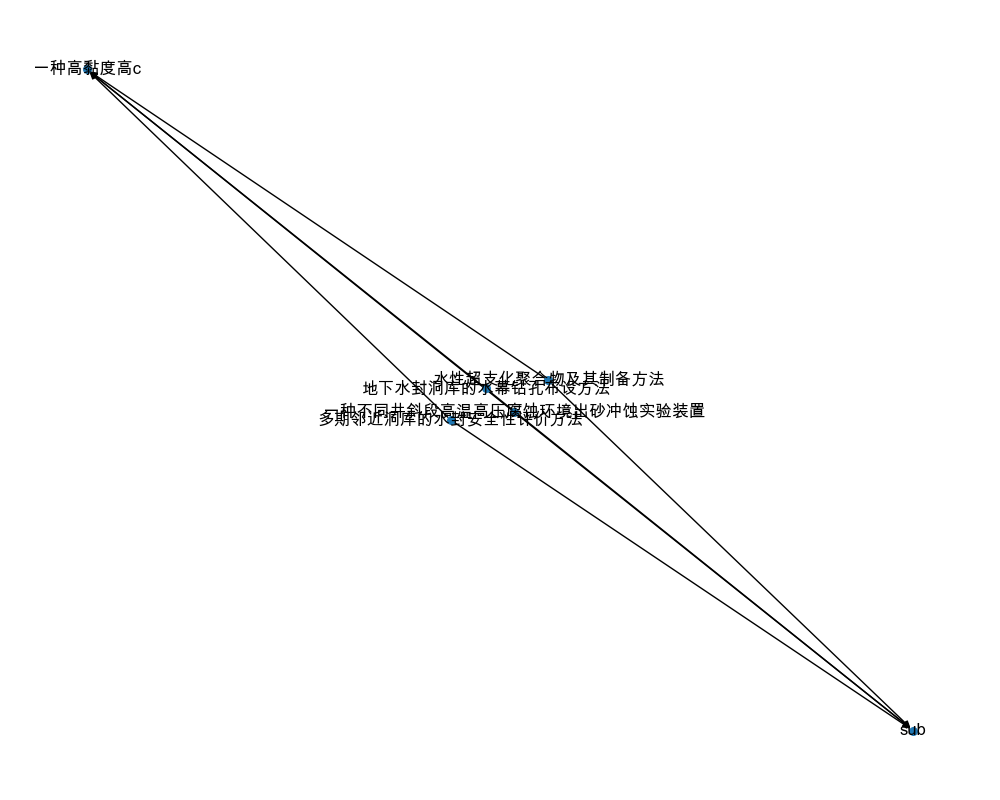 一种高黏度高c
水性超支化聚合物及其制备方法
地下水封洞库的水幕钻孔布设方法
一种不同井斜段高温高压腐蚀环境出砂冲蚀实验装置
多期邻近洞库的水封安全性评价方法
sub